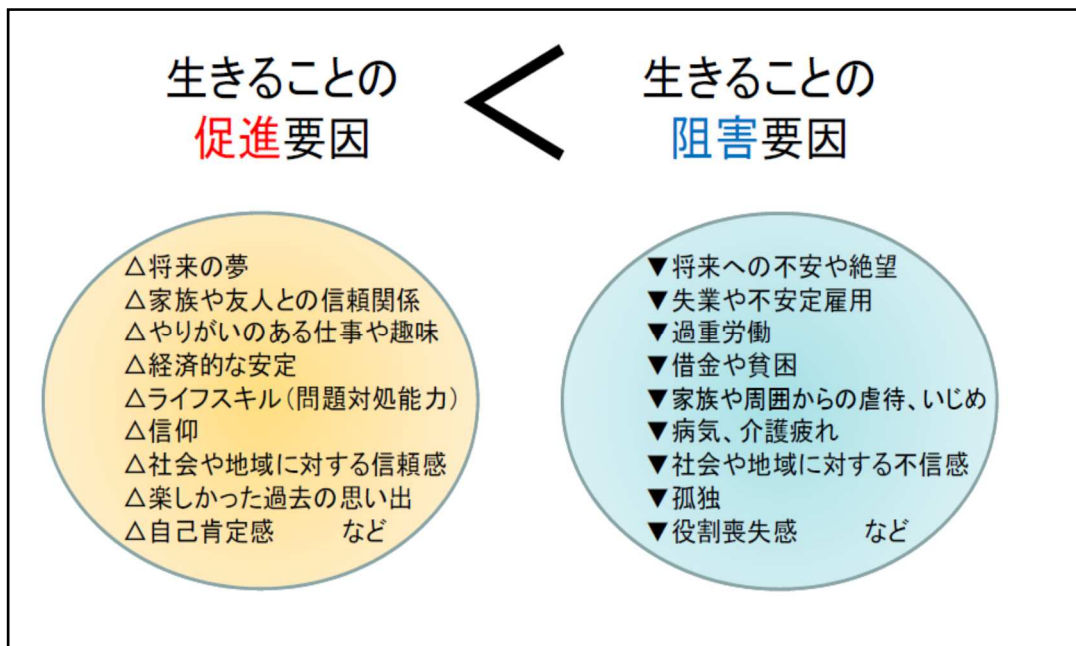 生きることの
促進要因
<
生きることの
阻害要因
△将来の夢
△家族や友人との信頼関係
△やりがいのある仕事や趣味
△経済的な安定
△ライフスキル(問題対処能力)
△信仰
△社会や地域に対する信頼感
△楽しかった過去の思い出
△自己肯定感 など
▼将来への不安や絶望
▼失業や不安定雇用
▼過重労働
▼借金や貧困
▼家族や周囲からの虐待、いじめ
▼病気、介護疲れ
▼社会や地域に対する不信感
▼孤独
▼役割喪失感 など